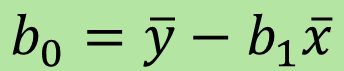 b₀ = ȳ − b₁x̄